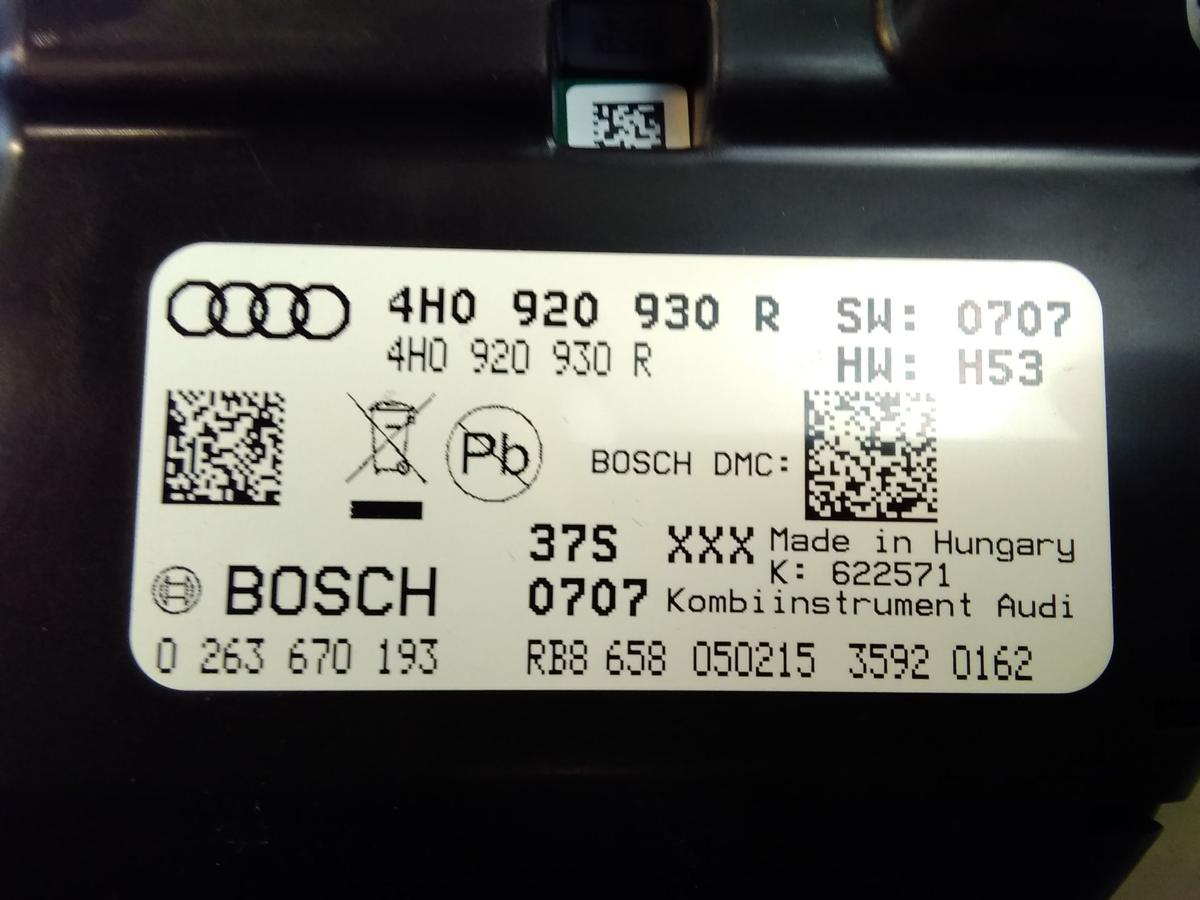 4H0 920 930 R SW: 0707
4H0 920 930 R HW: H53
Pb BOSCH DMC:
37S XXX Made in Hungary
K: 622571
BOSCH 0707 Kombiinstrument Audi
0 263 670 193 RB8 658 050215 3592 0162